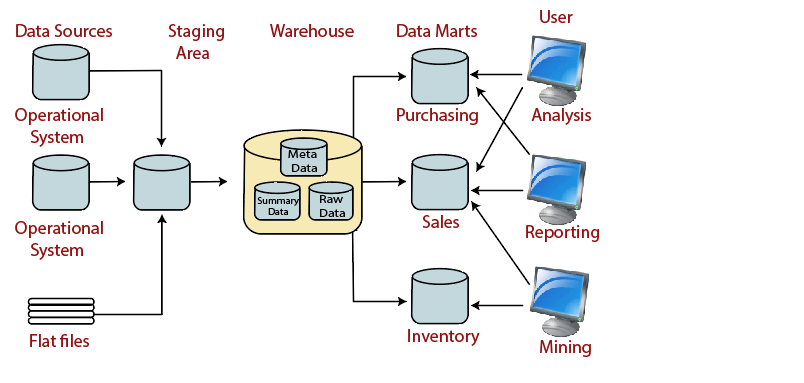 Data Sources
Staging
Area
Warehouse
Data Marts
User
Operational
System
Purchasing
Analysis
Meta
Data
Summary
Data
Raw
Data
Operational
System
Sales
Reporting
Flat files
Inventory
Mining